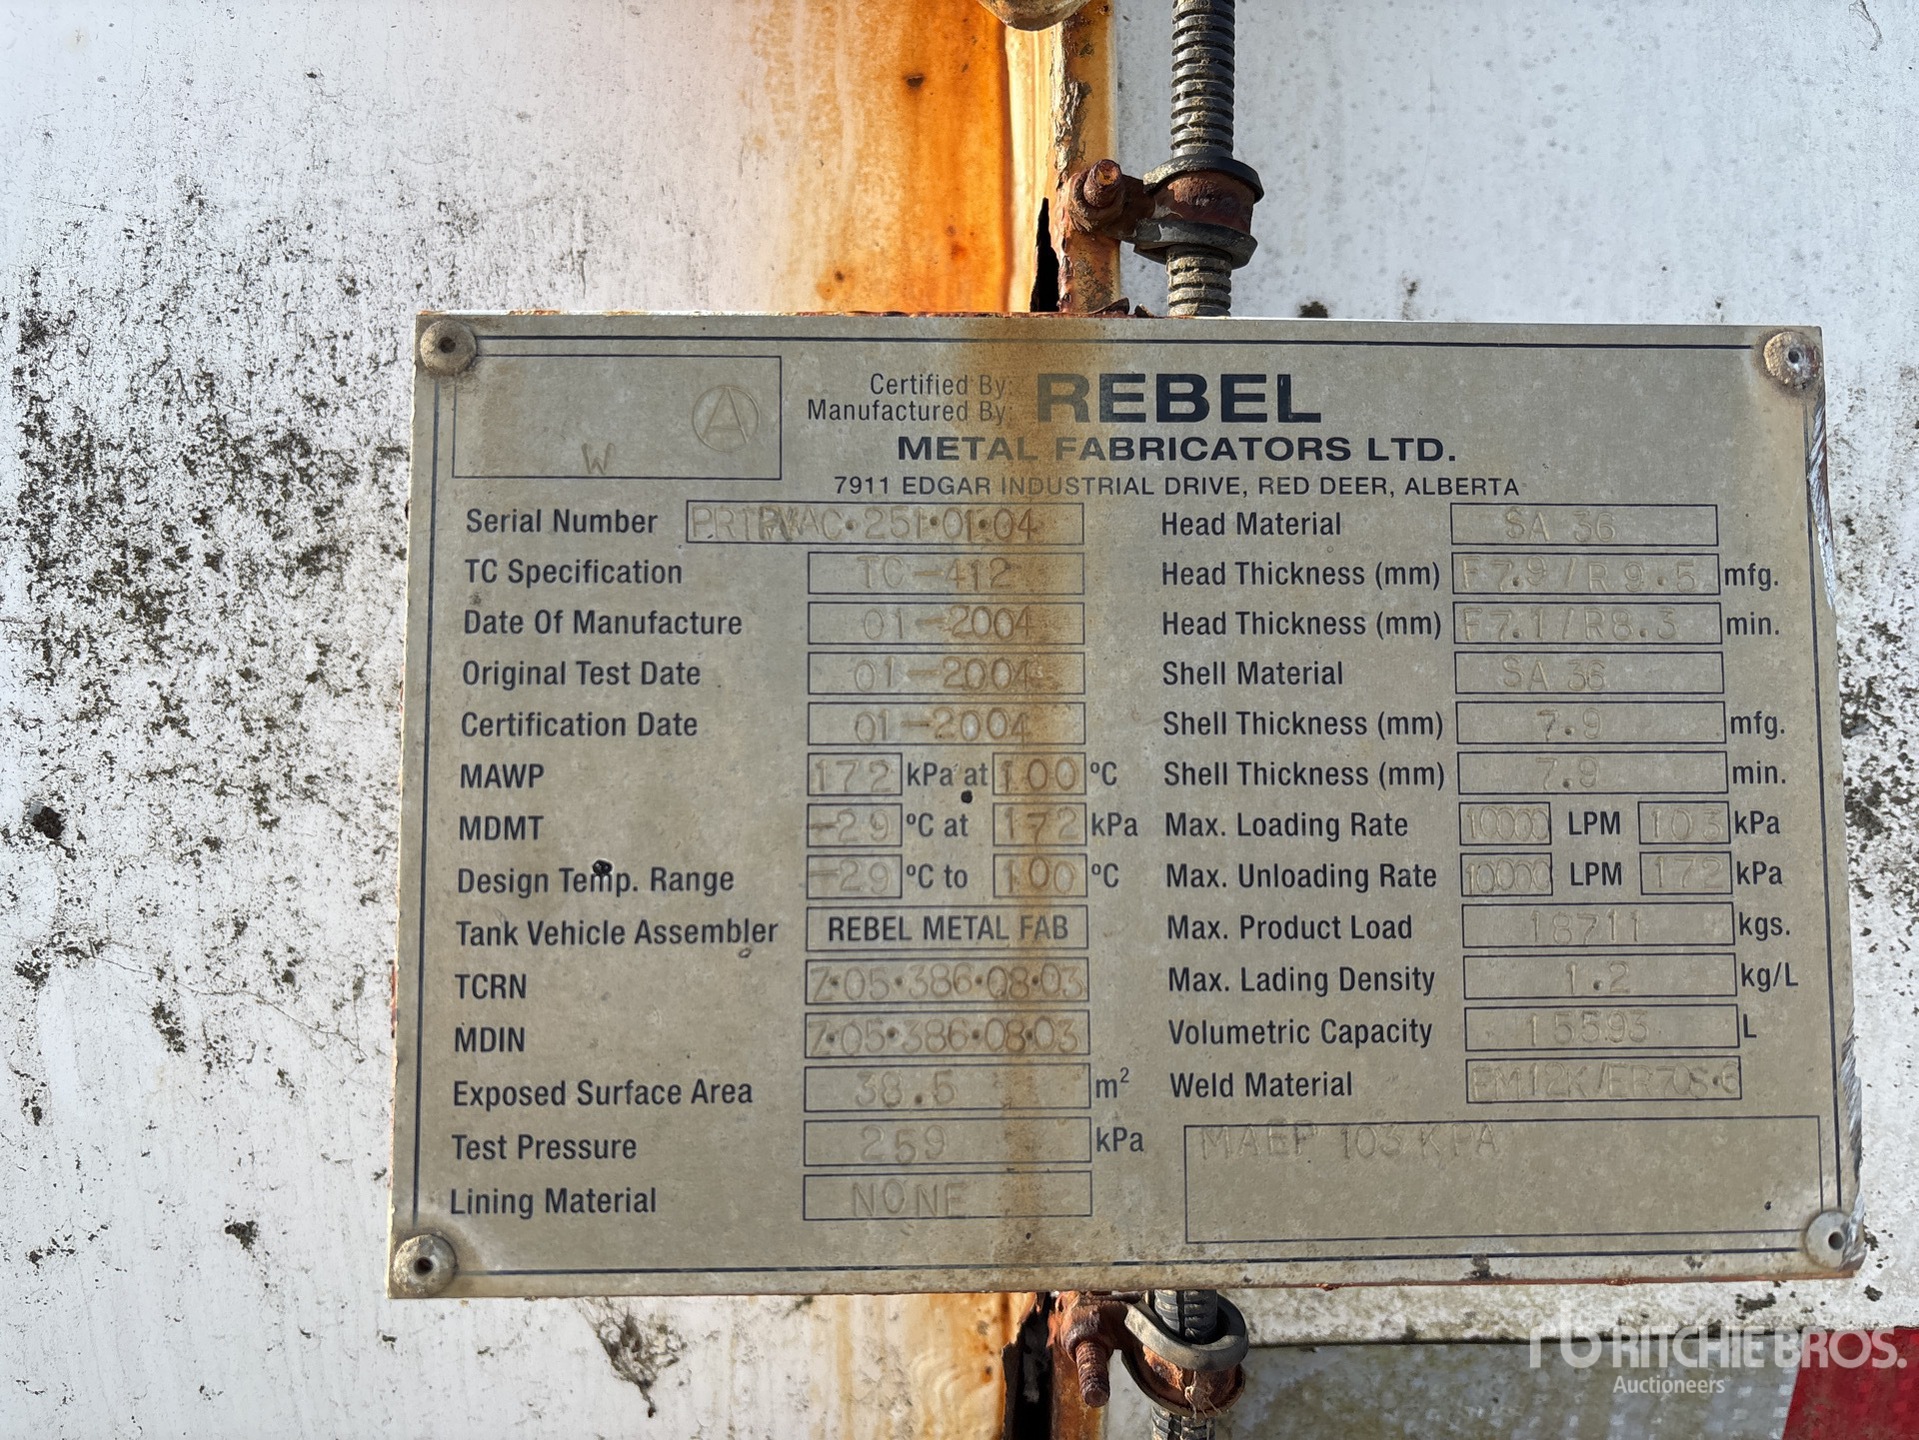 A
W
Certified By:
Manufactured By: REBEL
METAL FABRICATORS LTD.
7911 EDGAR INDUSTRIAL DRIVE, RED DEER, ALBERTA
Serial Number
TC Specification TC-412
Date Of Manufacture 01-2004
Original Test Date 01-2004
Certification Date 01-2004
MAWP 172 kPa at 100 ºC
MDMT -29 ºC at 172 kPa
Design Temp. Range -29 ºC to 100 ºC
Tank Vehicle Assembler REBEL METAL FAB
TCRN 7·05·386·08·03
MDIN 7·05·386·08·03
Exposed Surface Area m²
Test Pressure 259 kPa
Lining Material NONE
Head Material SA 36
Head Thickness (mm) F7.9/R9.5 mfg.
Head Thickness (mm) F7.1/R8.3 min.
Shell Material SA 36
Shell Thickness (mm) 7.9 mfg.
Shell Thickness (mm) 7.9 min.
Max. Loading Rate 10000 LPM 103 kPa
Max. Unloading Rate 10000 LPM 172 kPa
Max. Product Load 18711 kgs.
Max. Lading Density 1.2 kg/L
Volumetric Capacity 15593 L
Weld Material
MAEP 103 KPA
rb RITCHIE BROS.
Auctioneers